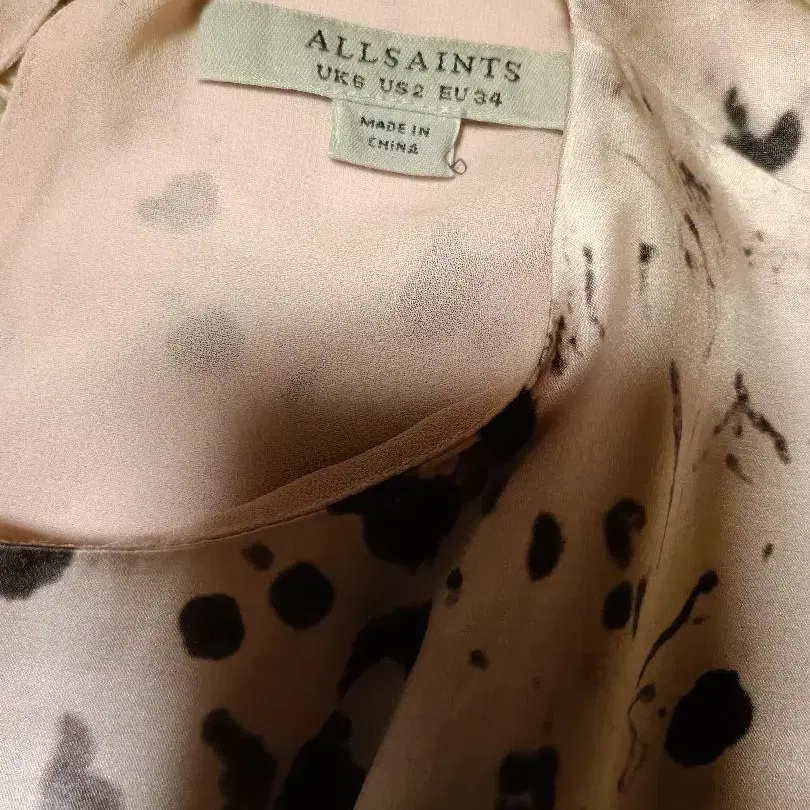 ALLSAINTS
UK6 US2 EU34
MADE IN
CHINA